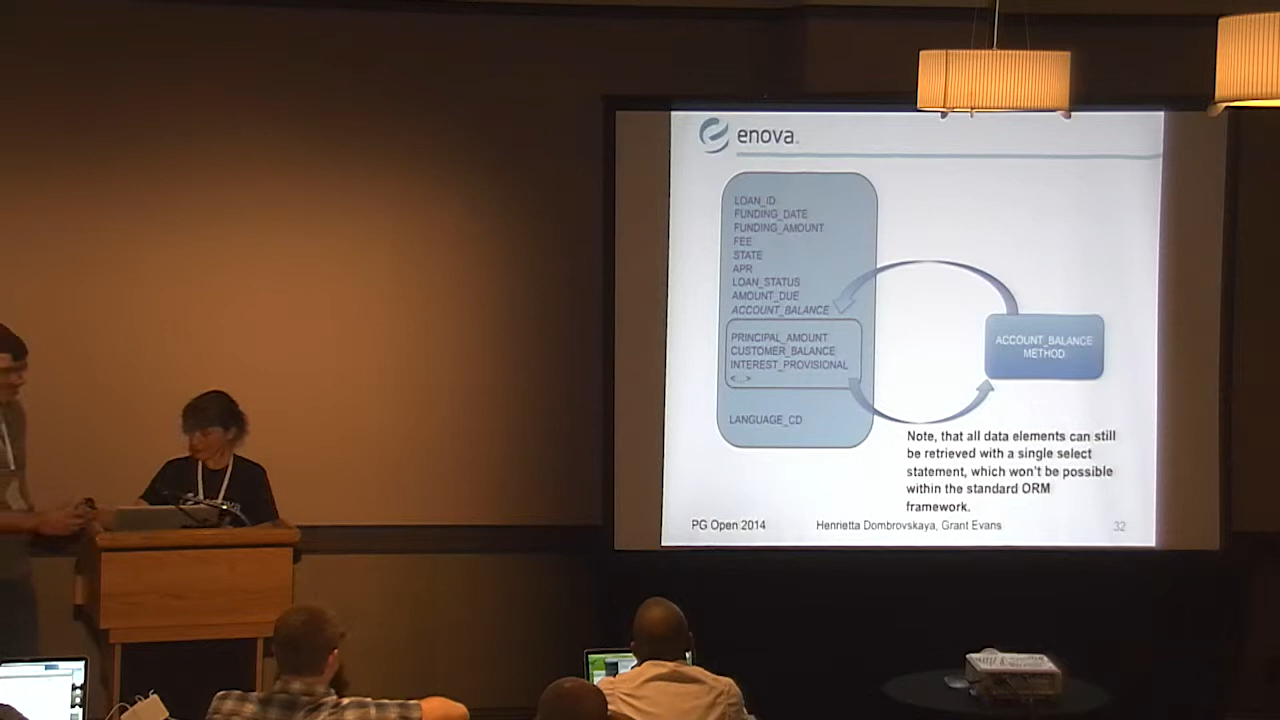 enova
LOAN_ID
FUNDING_DATE
FUNDING_AMOUNT
FEE
STATE
APR
LOAN_STATUS
AMOUNT_DUE
ACCOUNT_BALANCE
PRINCIPAL_AMOUNT
CUSTOMER_BALANCE
INTEREST_PROVISIONAL
<...>
LANGUAGE_CD
ACCOUNT_BALANCE
METHOD
Note, that all data elements can still
be retrieved with a single select
statement, which won't be possible
within the standard ORM
framework.
PG Open 2014
Henrietta Dombrovskaya, Grant Evans
32